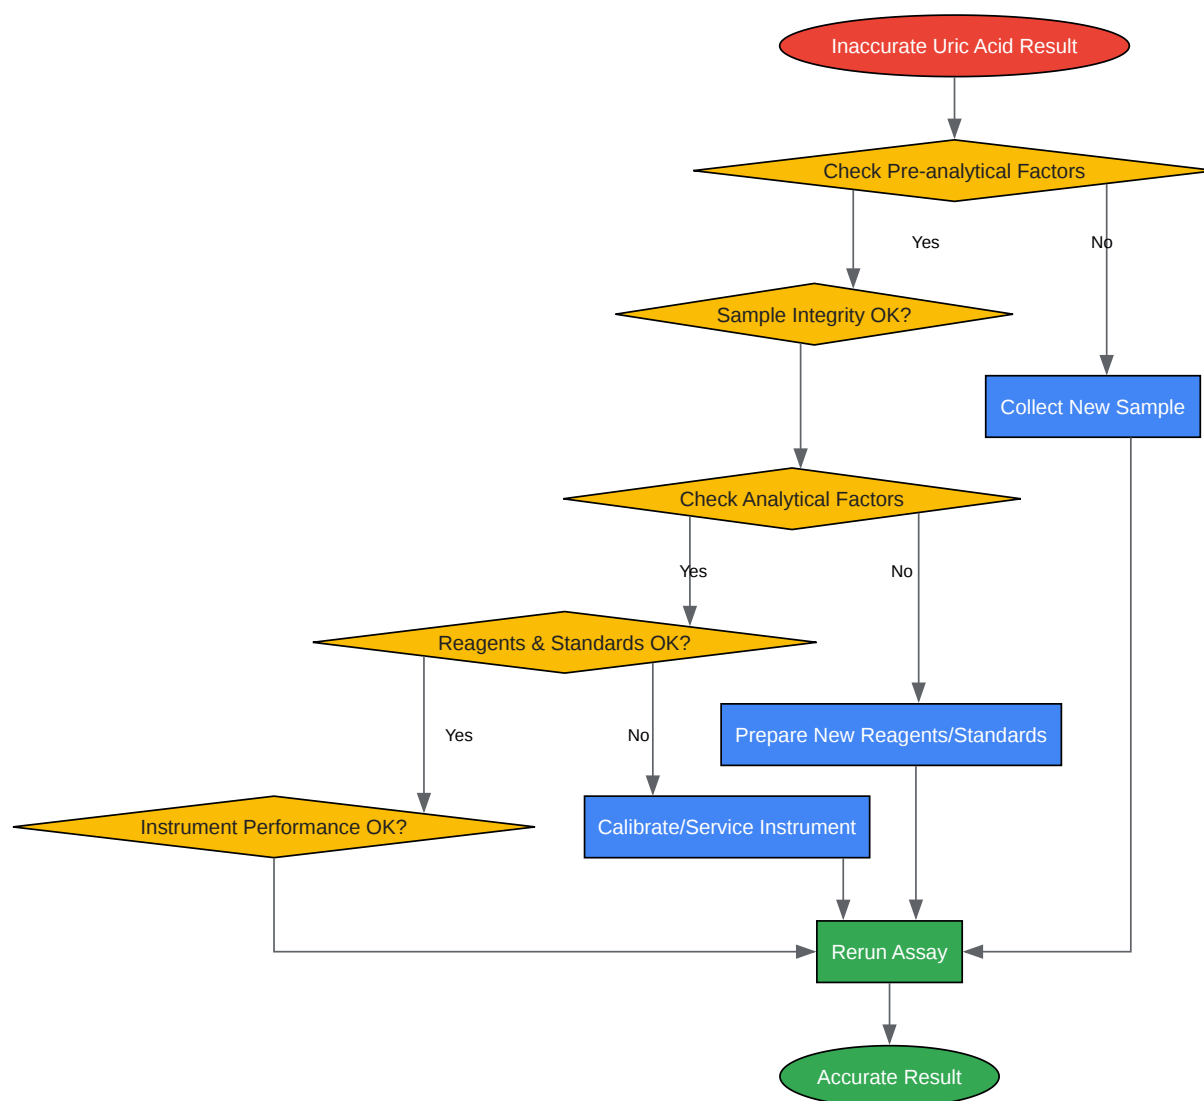 Inaccurate Uric Acid Result
Check Pre-analytical Factors
Yes
No
Sample Integrity OK?
Collect New Sample
Check Analytical Factors
Yes
No
Reagents & Standards OK?
Yes
No
Prepare New Reagents/Standards
Instrument Performance OK?
Calibrate/Service Instrument
Rerun Assay
Accurate Result